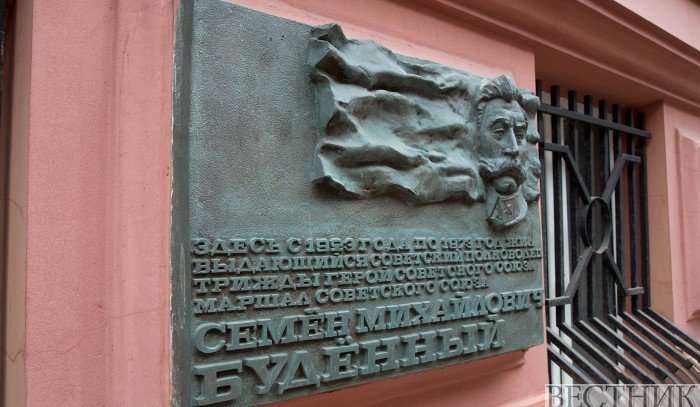 ЗДЕСЬ С 1923 ГОДА ПО 1973 ГОД ЖИЛ
ВЫДАЮЩИЙСЯ СОВЕТСКИЙ ПОЛКОВОДЕЦ
ТРИЖДЫ ГЕРОЙ СОВЕТСКОГО СОЮЗА
МАРШАЛ СОВЕТСКОГО СОЮЗА
СЕМЁН МИХАЙЛОВИЧ
БУДЁННЫЙ
ВЕСТНИК